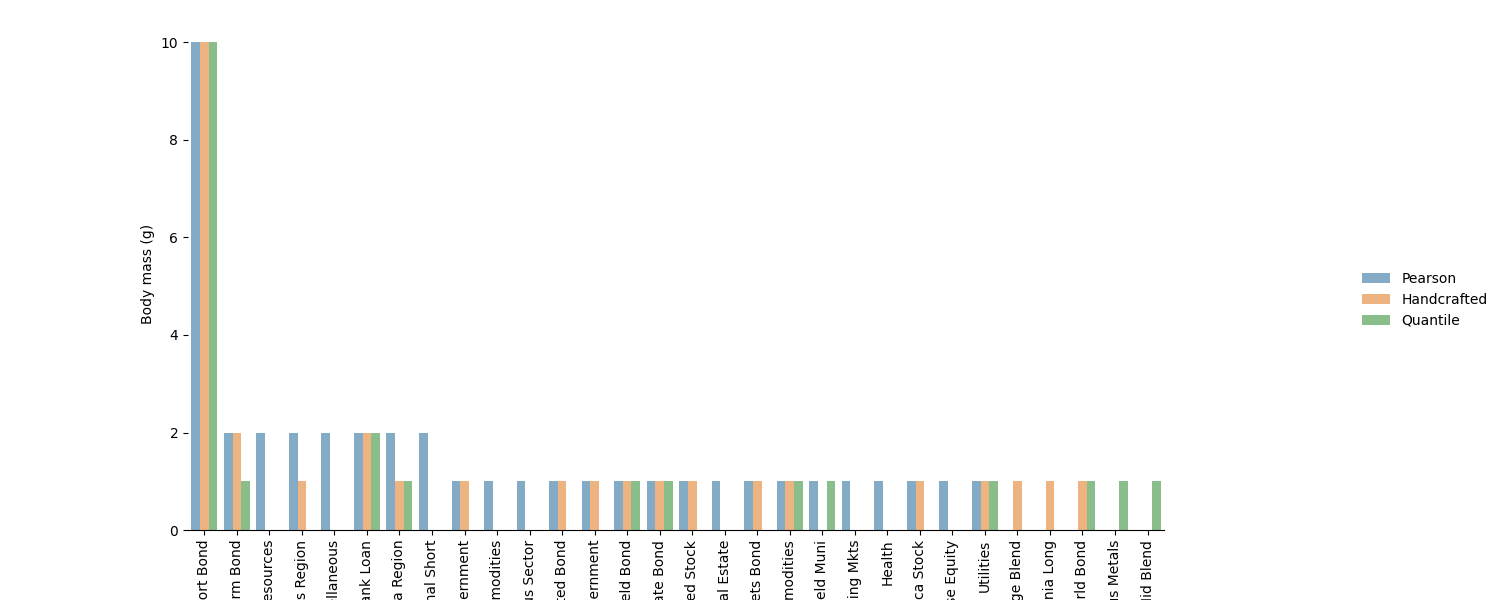 10
8
6
4
2
0
Body mass (g)
Pearson
Handcrafted
Quantile
ort Bond
rm Bond
esources
s Region
llaneous
ank Loan
a Region
nal Short
ernment
modities
us Sector
ted Bond
ernment
eld Bond
ate Bond
ed Stock
al Estate
ets Bond
modities
eld Muni
ing Mkts
Health
ca Stock
se Equity
Utilities
ge Blend
nia Long
rld Bond
us Metals
lid Blend